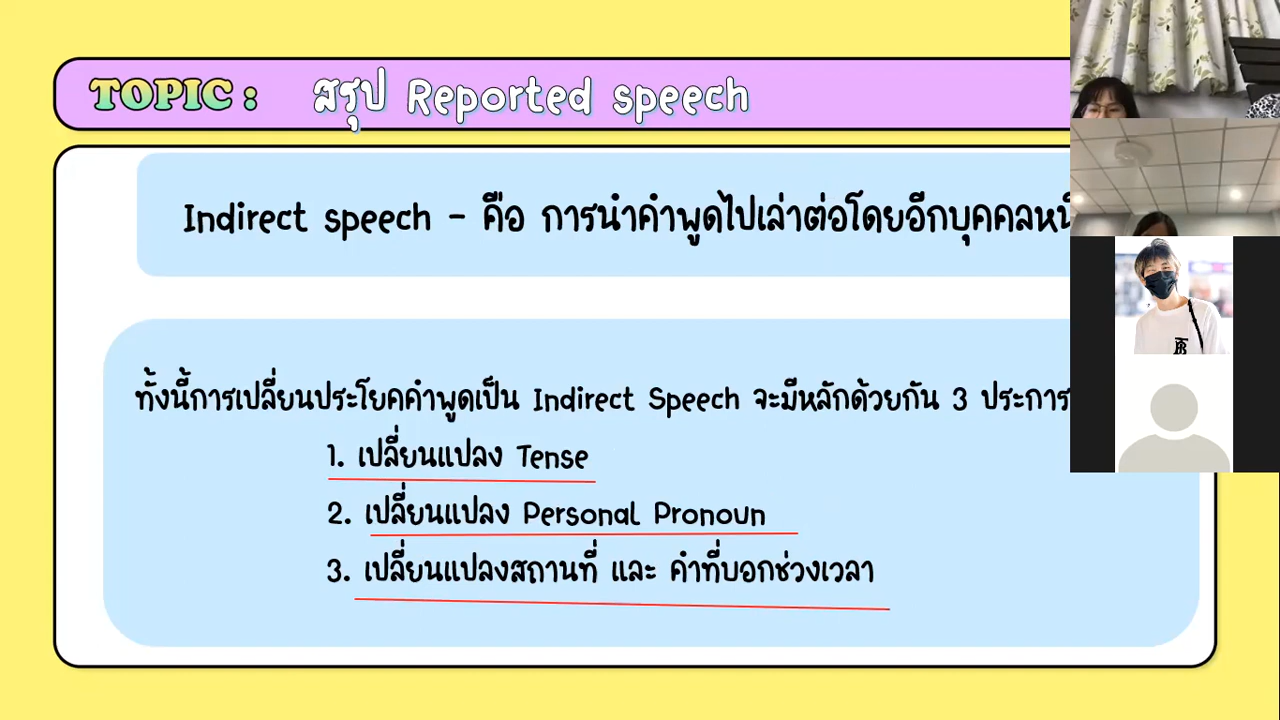 TOPIC : สรุป Reported speech
Indirect speech - คือ การนำคำพูดไปเล่าต่อโดยอีกบุคคล
ทั้งนี้การเปลี่ยนประโยคคำพูดเป็น Indirect Speech จะมีหลักด้วยกัน 3 ประการ
1. เปลี่ยนแปลง Tense
2. เปลี่ยนแปลง Personal Pronoun
3. เปลี่ยนแปลงสถานที่ และ คำที่บอกช่วงเวลา